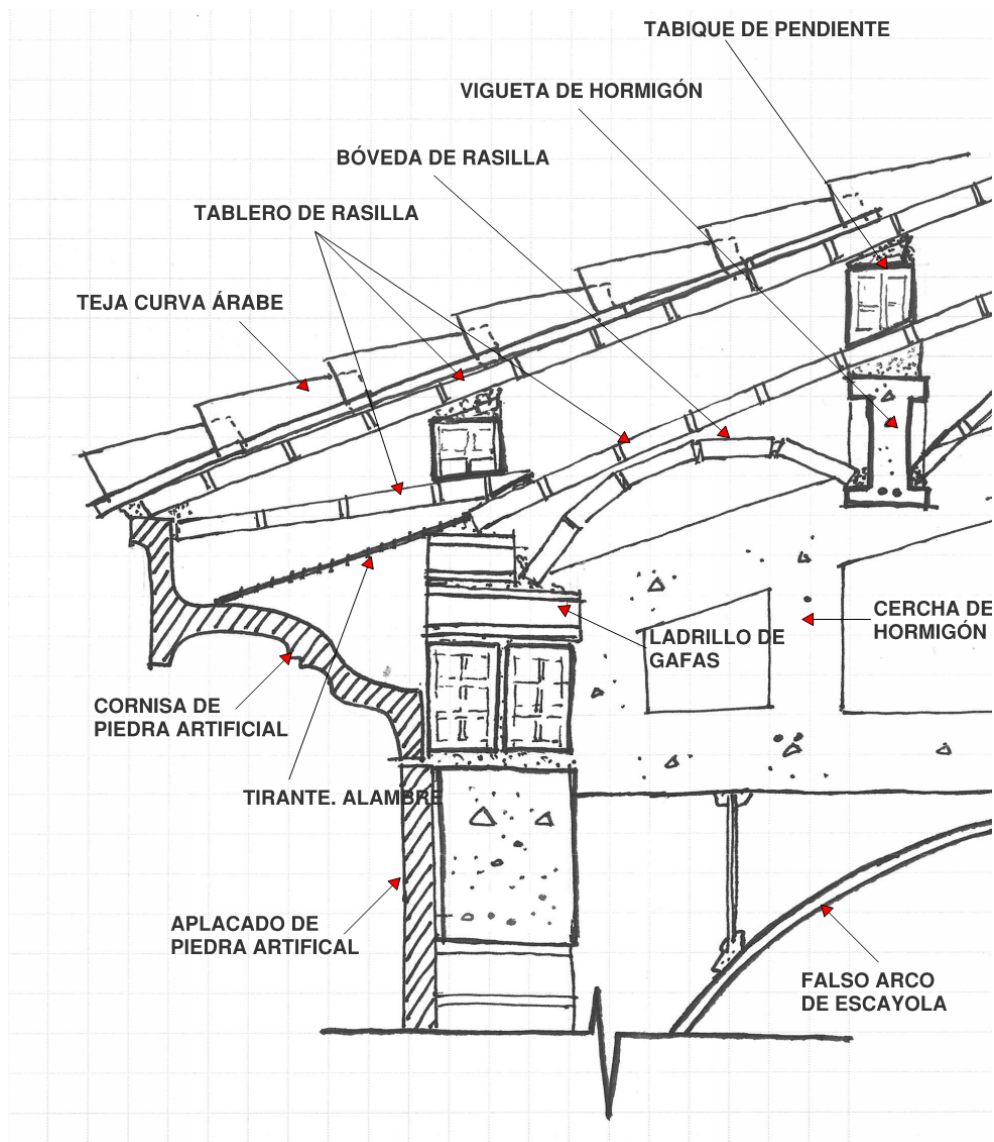 TABIQUE DE PENDIENTE
VIGUETA DE HORMIGÓN
BÓVEDA DE RASILLA
TABLERO DE RASILLA
TEJA CURVA ÁRABE
CERCHA DE
HORMIGÓN
LADRILLO DE
GAFAS
CORNISA DE
PIEDRA ARTIFICIAL
TIRANTE. ALAMBRE
APLACADO DE
PIEDRA ARTIFICAL
FALSO ARCO
DE ESCAYOLA